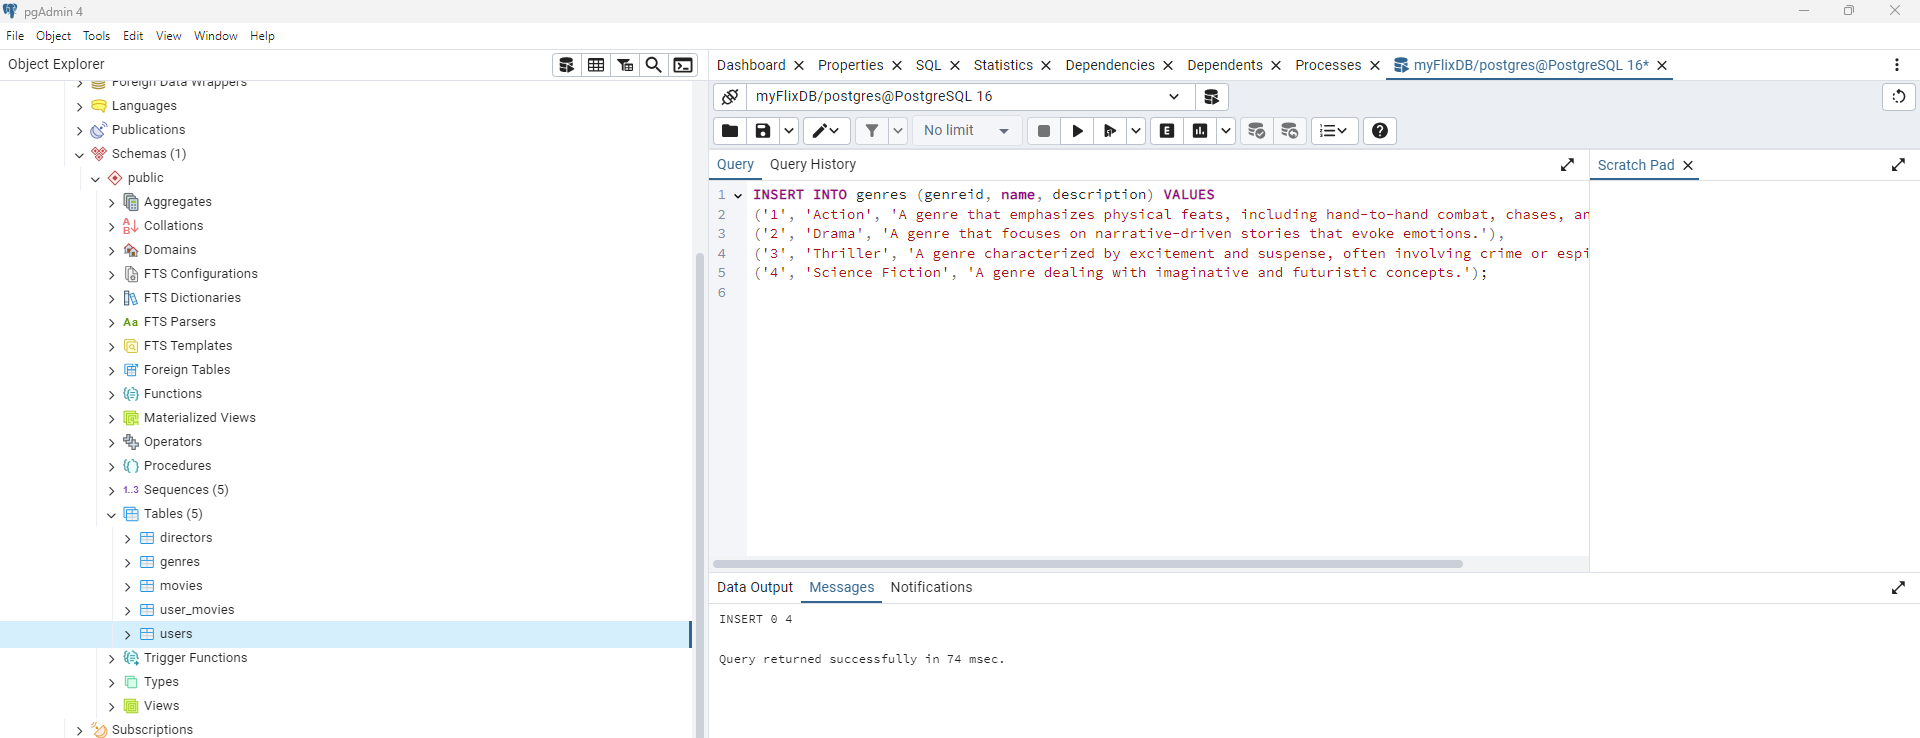 pgAdmin 4
File Object Tools Edit View Window Help
Object Explorer
Foreign Data Wrappers
Languages
Publications
Schemas (1)
public
Aggregates
Collations
Domains
FTS Configurations
FTS Dictionaries
Aa FTS Parsers
FTS Templates
Foreign Tables
Functions
Materialized Views
Operators
Procedures
1..3 Sequences (5)
Tables (5)
directors
genres
movies
user_movies
users
Trigger Functions
Types
Views
Subscriptions
Dashboard Properties SQL Statistics Dependencies Dependents Processes myFlixDB/postgres@PostgreSQL 16*
myFlixDB/postgres@PostgreSQL 16
No limit E
Query Query History
Scratch Pad
1 INSERT INTO genres (genreid, name, description) VALUES
2 ('1', 'Action', 'A genre that emphasizes physical feats, including hand-to-hand combat, chases, an
3 ('2', 'Drama', 'A genre that focuses on narrative-driven stories that evoke emotions.'),
4 ('3', 'Thriller', 'A genre characterized by excitement and suspense, often involving crime or espi
5 ('4', 'Science Fiction', 'A genre dealing with imaginative and futuristic concepts.');
6
Data Output Messages Notifications
INSERT 0 4
Query returned successfully in 74 msec.